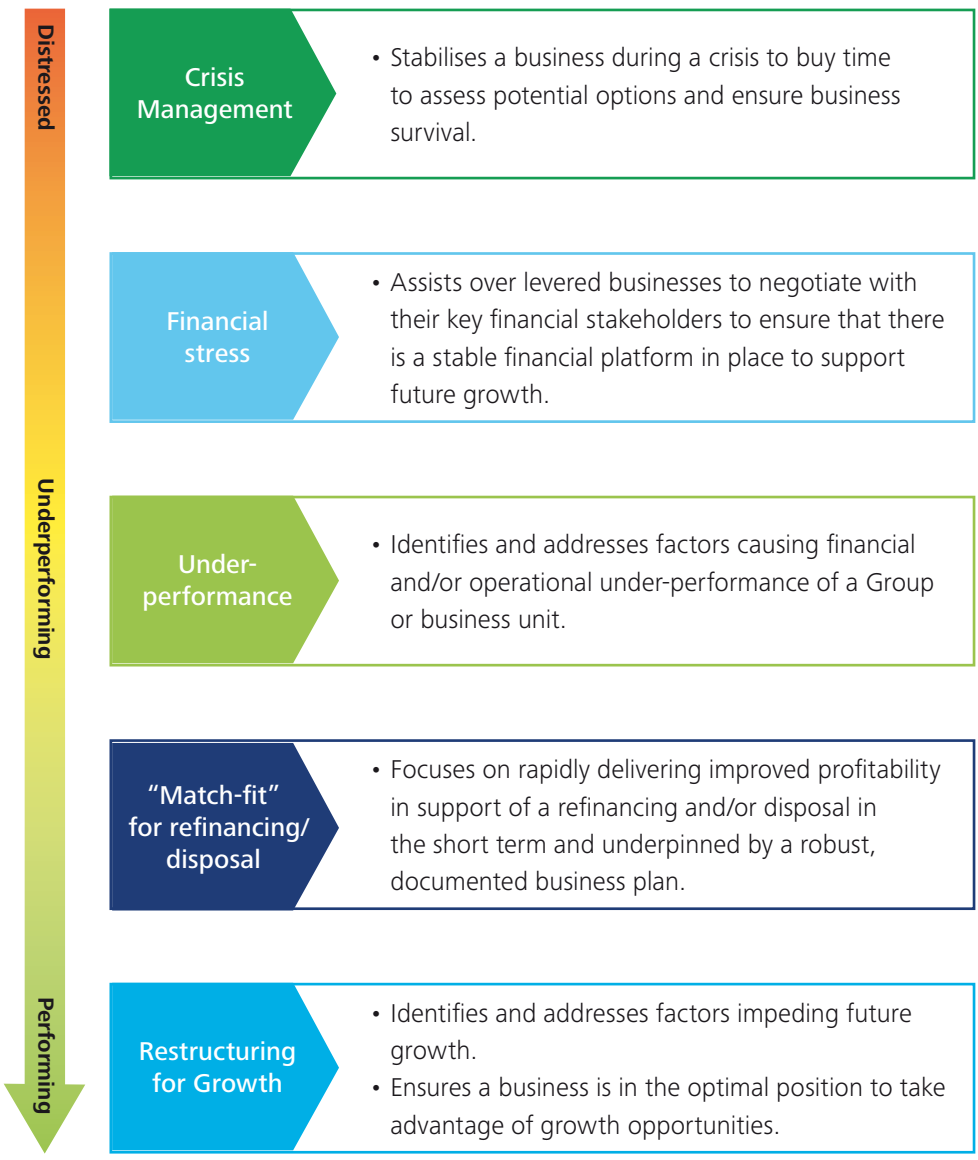 Distressed
Crisis
Management
• Stabilises a business during a crisis to buy time
to assess potential options and ensure business
survival.
Financial
stress
• Assists over levered businesses to negotiate with
their key financial stakeholders to ensure that there
is a stable financial platform in place to support
future growth.
Underperforming
Under-
performance
• Identifies and addresses factors causing financial
and/or operational under-performance of a Group
or business unit.
“Match-fit”
for refinancing/
disposal
• Focuses on rapidly delivering improved profitability
in support of a refinancing and/or disposal in
the short term and underpinned by a robust,
documented business plan.
Performing
Restructuring
for Growth
• Identifies and addresses factors impeding future
growth.
• Ensures a business is in the optimal position to take
advantage of growth opportunities.